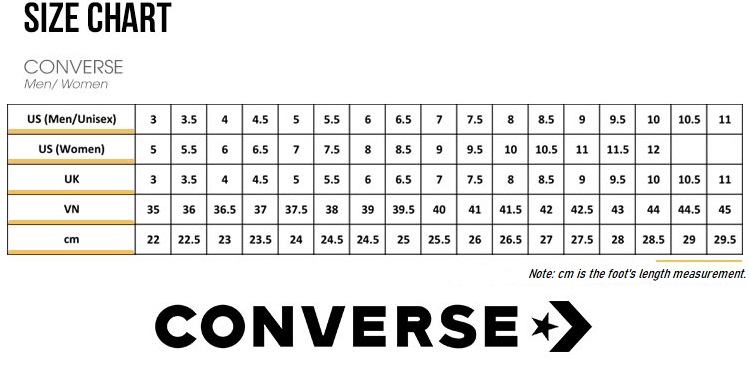 SIZE CHART
CONVERSE
Men/ Women
US (Men/Unisex) 3 3.5 4 4.5 5 5.5 6 6.5 7 7.5 8 8.5 9 9.5 10 10.5 11
US (Women) 5 5.5 6 6.5 7 7.5 8 8.5 9 9.5 10 10.5 11 11.5 12
UK 3 3.5 4 4.5 5 5.5 6 6.5 7 7.5 8 8.5 9 9.5 10 10.5 11
VN 35 36 36.5 37 37.5 38 39 39.5 40 41 41.5 42 42.5 43 44 44.5 45
cm 22 22.5 23 23.5 24 24.5 24.5 25 25.5 26 26.5 27 27.5 28 28.5 29 29.5
Note: cm is the foot's length measurement.
CONVERSE